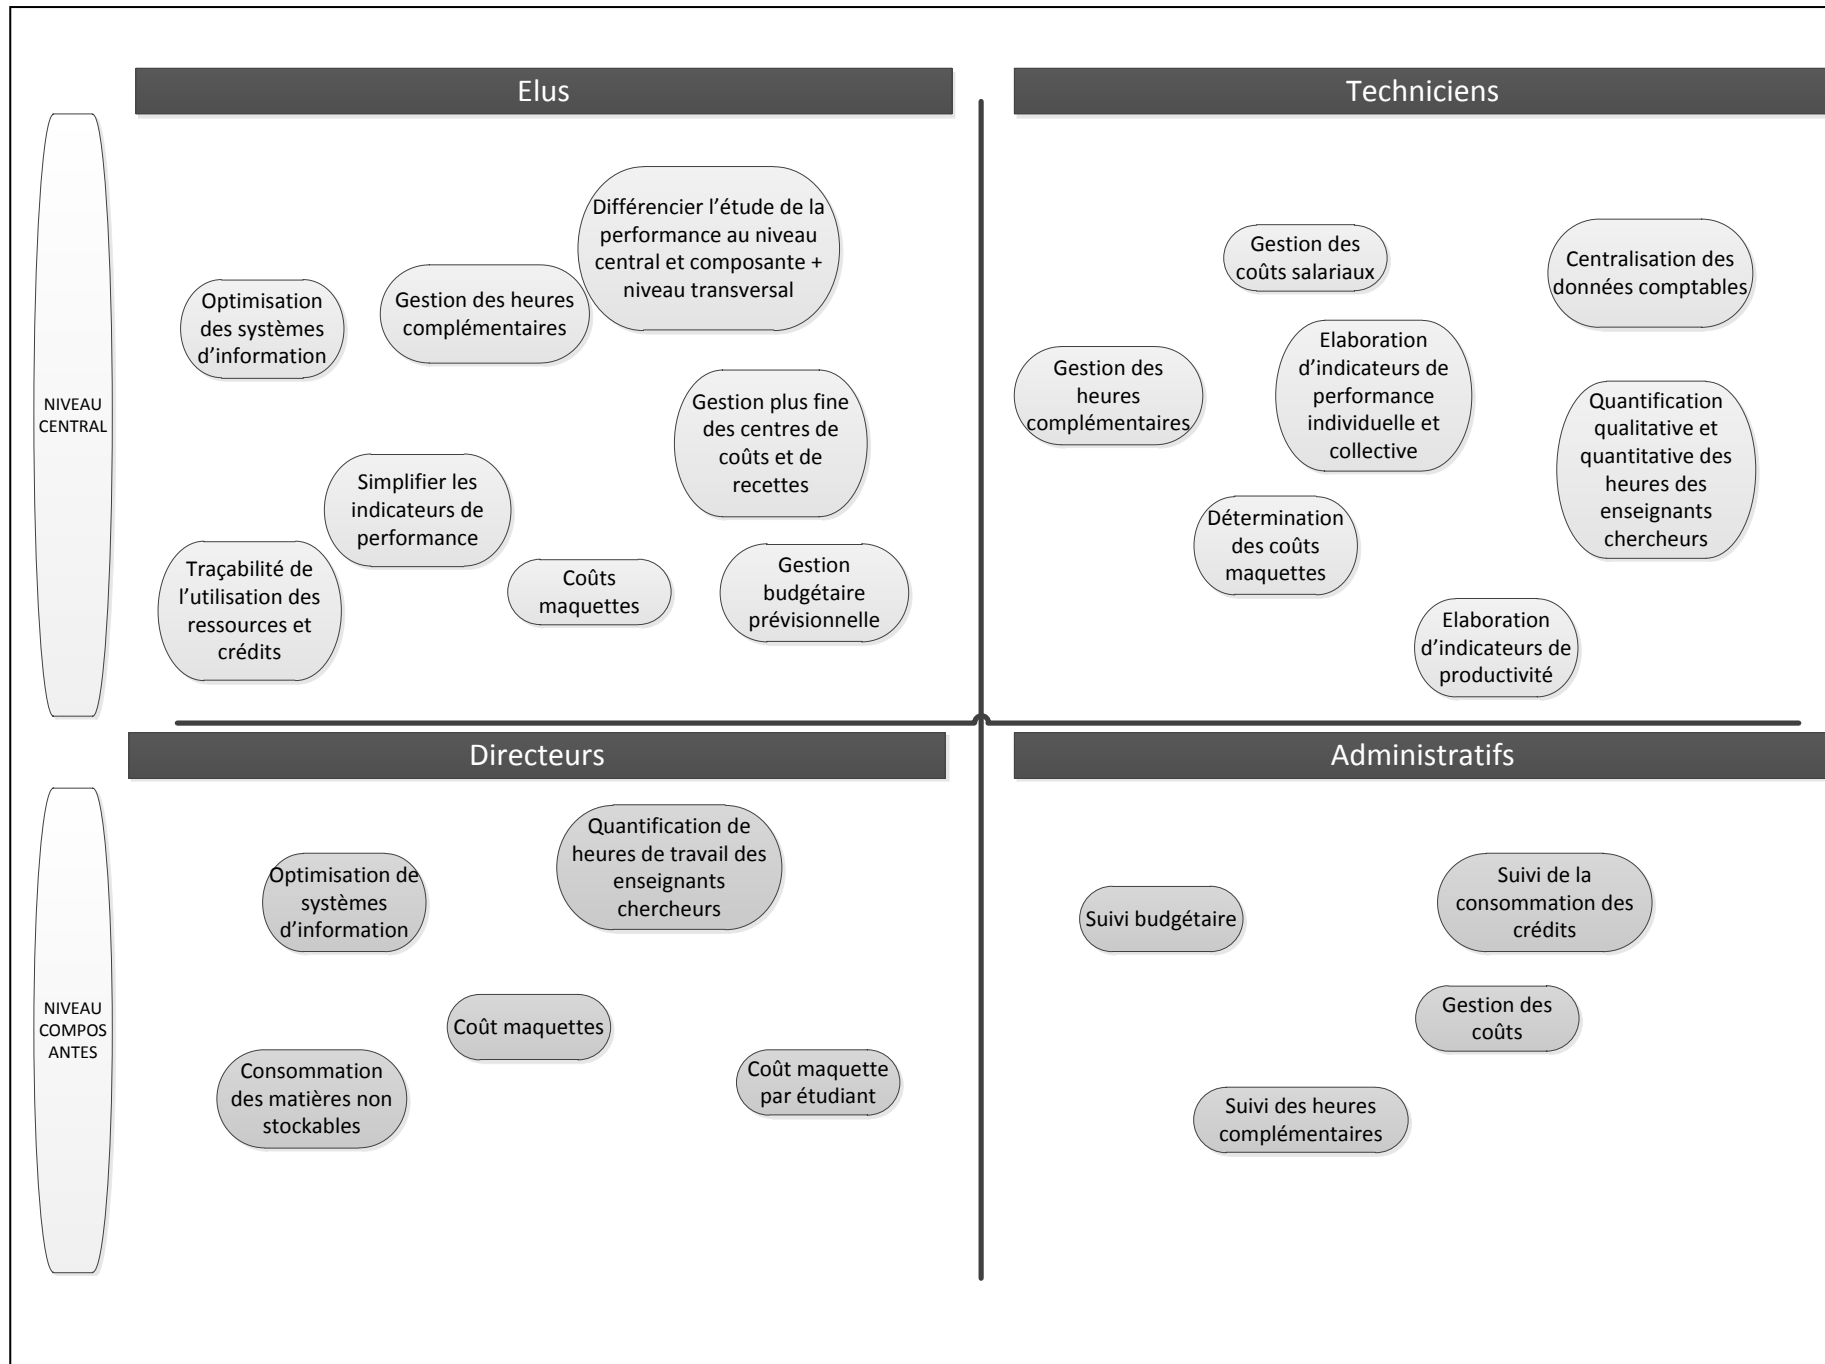 Elus
Techniciens
NIVEAU
CENTRAL
Différencier l’étude de la
performance au niveau
central et composante +
niveau transversal
Optimisation
des systèmes
d’information
Gestion des heures
complémentaires
Gestion plus fine
des centres de
coûts et de
recettes
Simplifier les
indicateurs de
performance
Traçabilité de
l’utilisation des
ressources et
crédits
Coûts
maquettes
Gestion
budgétaire
prévisionnelle
Gestion des
coûts salariaux
Centralisation des
données comptables
Gestion des
heures
complémentaires
Elaboration
d’indicateurs de
performance
individuelle et
collective
Quantification
qualitative et
quantitative des
heures des
enseignants
chercheurs
Détermination
des coûts
maquettes
Elaboration
d’indicateurs de
productivité
Directeurs
Administratifs
NIVEAU
COMPOS
ANTES
Quantification de
heures de travail des
enseignants
chercheurs
Optimisation de
systèmes
d’information
Coût maquettes
Consommation
des matières non
stockables
Coût maquette
par étudiant
Suivi budgétaire
Suivi de la
consommation des
crédits
Gestion des
coûts
Suivi des heures
complémentaires